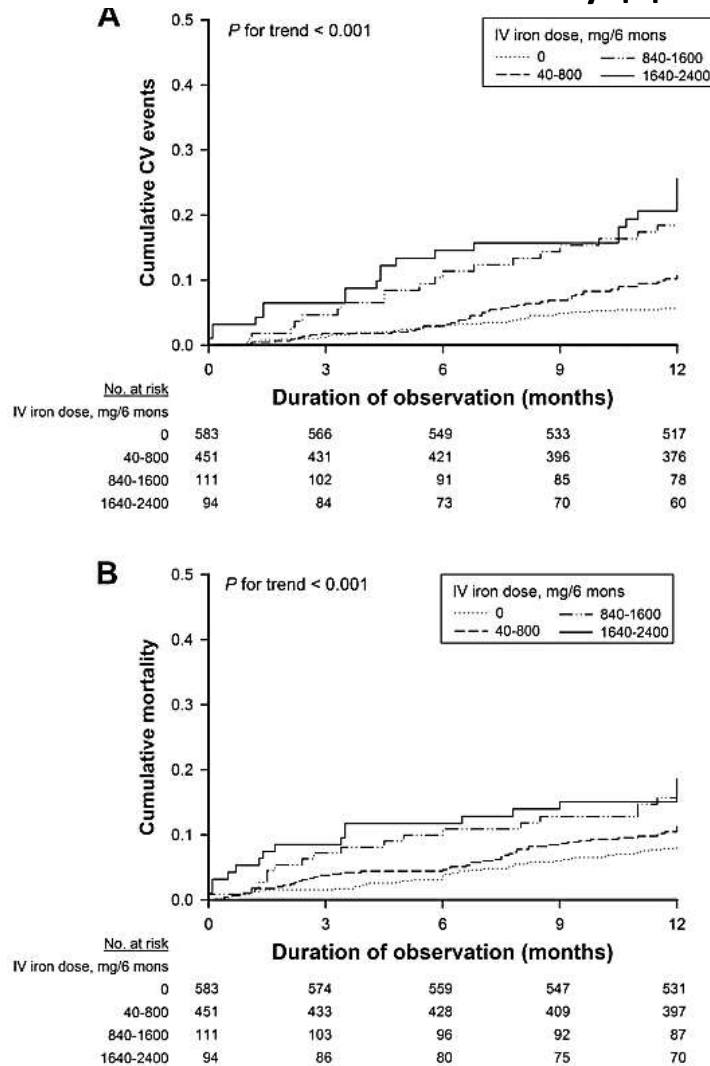 A
P for trend < 0.001
IV iron dose, mg/6 mons
0
840-1600
40-800
1640-2400
Cumulative CV events
0.5
0.4
0.3
0.2
0.1
0.0
0 3 6 9 12
Duration of observation (months)
No. at risk
IV iron dose, mg/6 mons
0 583 566 549 533 517
40-800 451 431 421 396 376
840-1600 111 102 91 85 78
1640-2400 94 84 73 70 60
B
P for trend < 0.001
IV iron dose, mg/6 mons
0
840-1600
40-800
1640-2400
Cumulative mortality
0.5
0.4
0.3
0.2
0.1
0.0
0 3 6 9 12
Duration of observation (months)
No. at risk
IV iron dose, mg/6 mons
0 583 574 559 547 531
40-800 451 433 428 409 397
840-1600 111 103 96 92 87
1640-2400 94 86 80 75 70